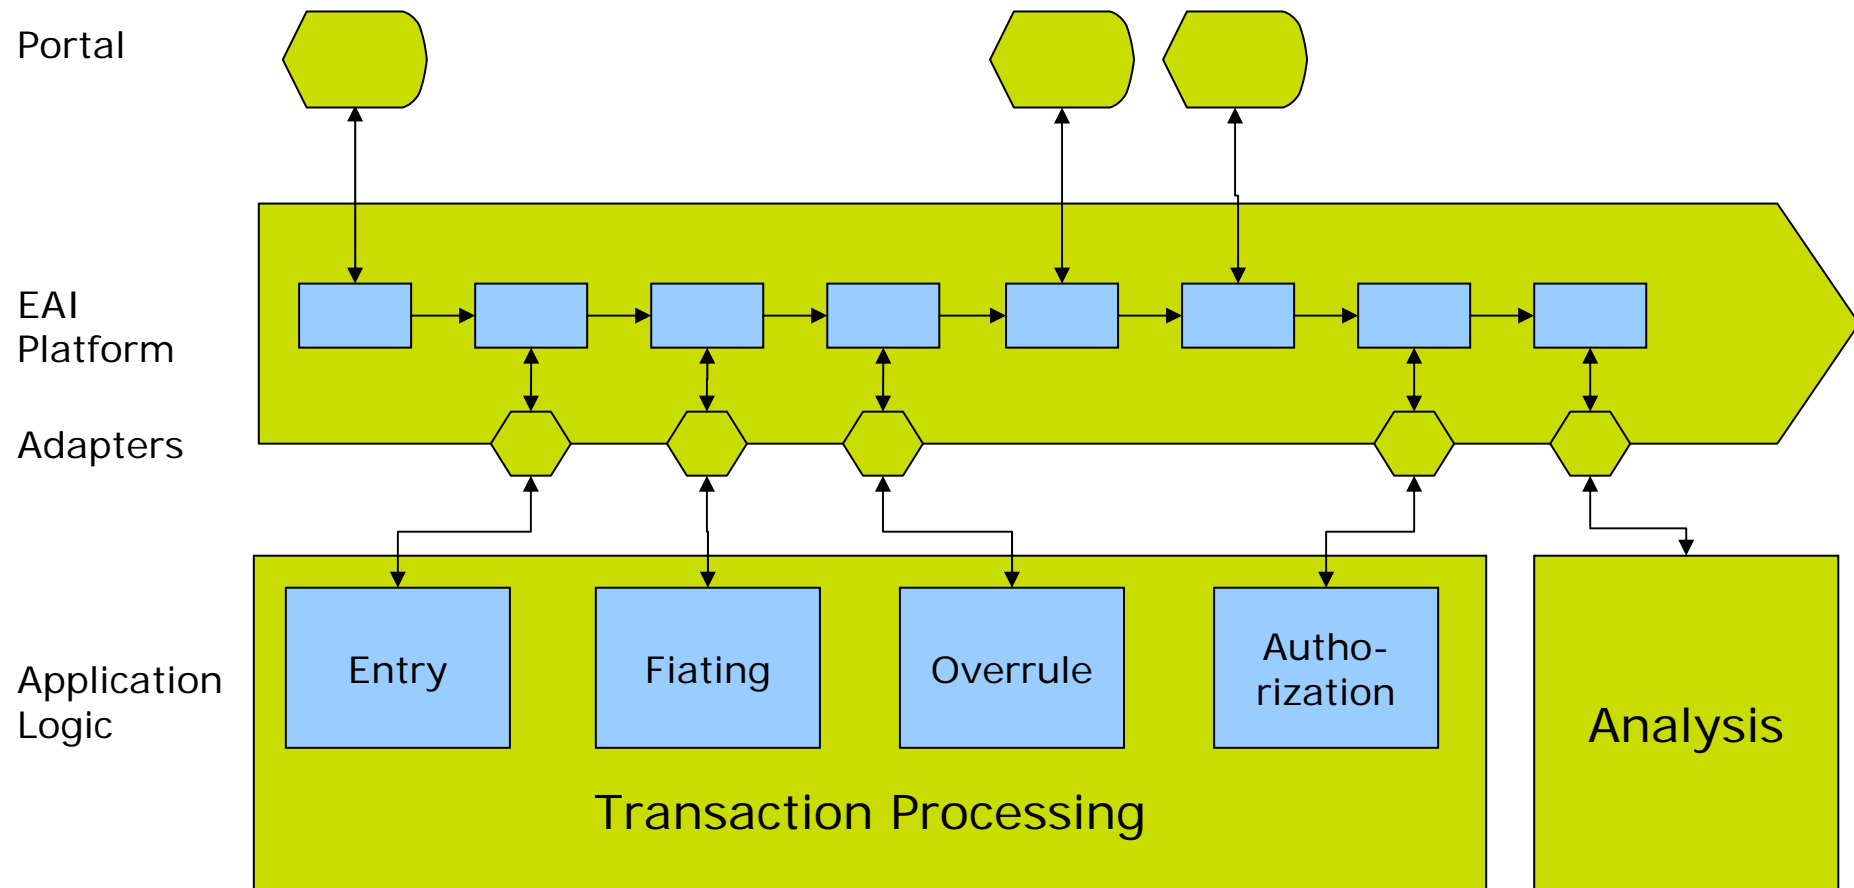 Portal
EAI
Platform
Adapters
Application
Logic
Entry
Fiating
Overrule
Autho-
rization
Analysis
Transaction Processing